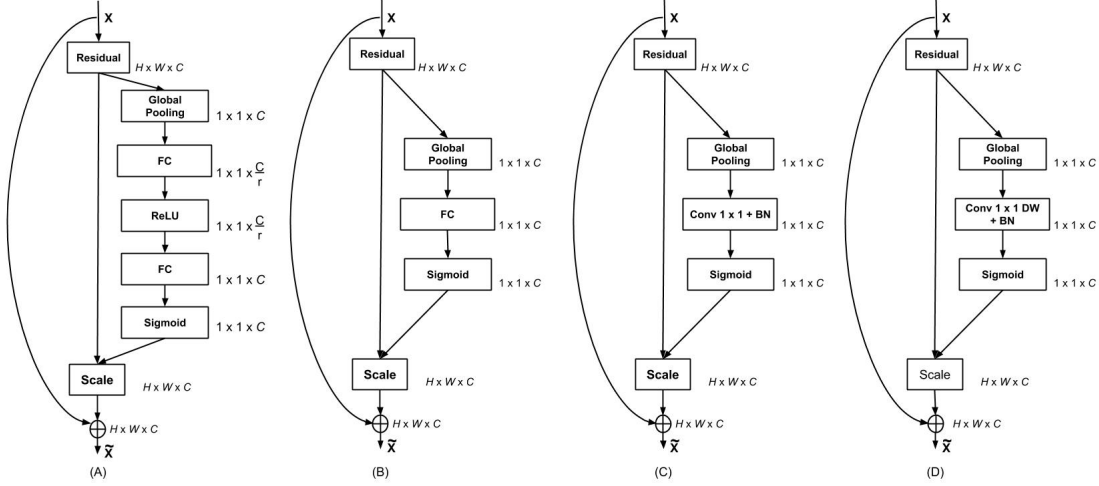 X
Residual
H x W x C
Global
Pooling
1 x 1 x C
FC
1 x 1 x C
r
ReLU
1 x 1 x C
r
FC
1 x 1 x C
Sigmoid
1 x 1 x C
Scale
H x W x C
H x W x C
X̃
(A)
X
Residual
H x W x C
Global
Pooling
1 x 1 x C
FC
1 x 1 x C
Sigmoid
1 x 1 x C
Scale
H x W x C
H x W x C
X̃
(B)
X
Residual
H x W x C
Global
Pooling
1 x 1 x C
Conv 1 x 1 + BN
1 x 1 x C
Sigmoid
1 x 1 x C
Scale
H x W x C
H x W x C
X̃
(C)
X
Residual
H x W x C
Global
Pooling
1 x 1 x C
Conv 1 x 1 DW
+ BN
1 x 1 x C
Sigmoid
1 x 1 x C
Scale
H x W x C
H x W x C
X̃
(D)